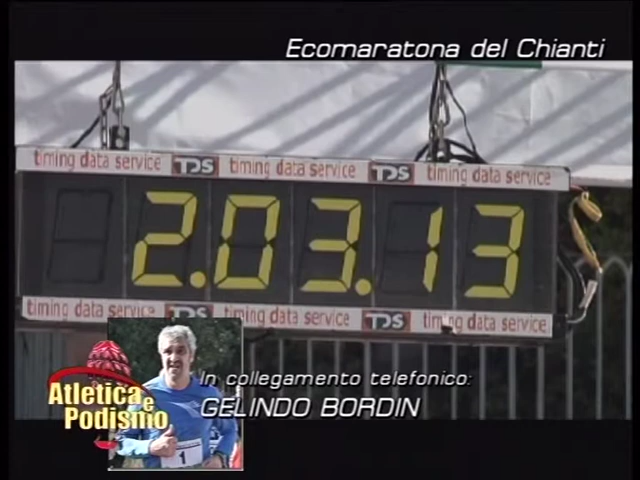 Ecomaratona del Chianti
timing data service TDS timing data service TDS timing data service
2.03.13
timing data service TDS timing data service TDS timing data service
In collegamento telefonico:
GELINDO BORDIN
Atletica
e
Podismo
1